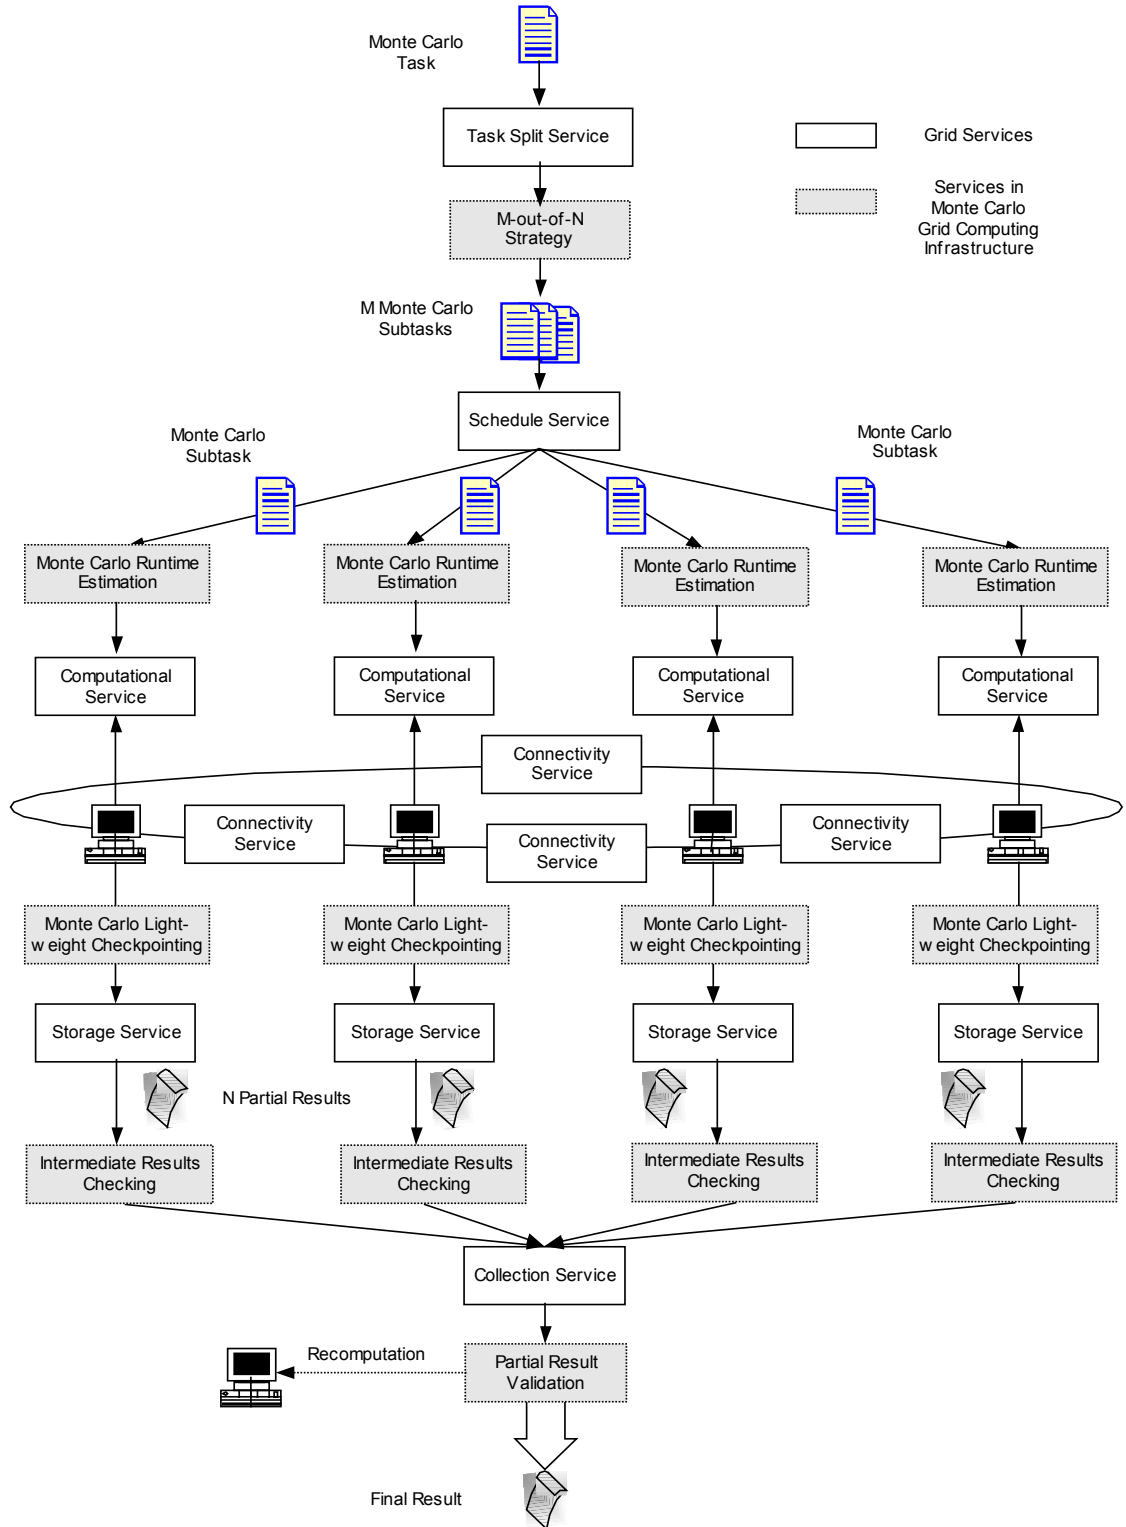 Monte Carlo
Task
Task Split Service
Grid Services
Services in
Monte Carlo
Grid Computing
Infrastructure
M-out-of-N
Strategy
M Monte Carlo
Subtasks
Schedule Service
Monte Carlo
Subtask
Monte Carlo
Subtask
Monte Carlo Runtime
Estimation
Monte Carlo Runtime
Estimation
Monte Carlo Runtime
Estimation
Monte Carlo Runtime
Estimation
Computational
Service
Computational
Service
Computational
Service
Computational
Service
Connectivity
Service
Connectivity
Service
Connectivity
Service
Connectivity
Service
Monte Carlo Light-
weight Checkpointing
Monte Carlo Light-
weight Checkpointing
Monte Carlo Light-
weight Checkpointing
Monte Carlo Light-
weight Checkpointing
Storage Service
Storage Service
Storage Service
Storage Service
N Partial Results
Intermediate Results
Checking
Intermediate Results
Checking
Intermediate Results
Checking
Intermediate Results
Checking
Collection Service
Recomputation
Partial Result
Validation
Final Result